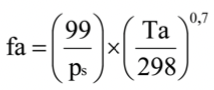 fa = (99/ps) × (Ta/298)^0,7